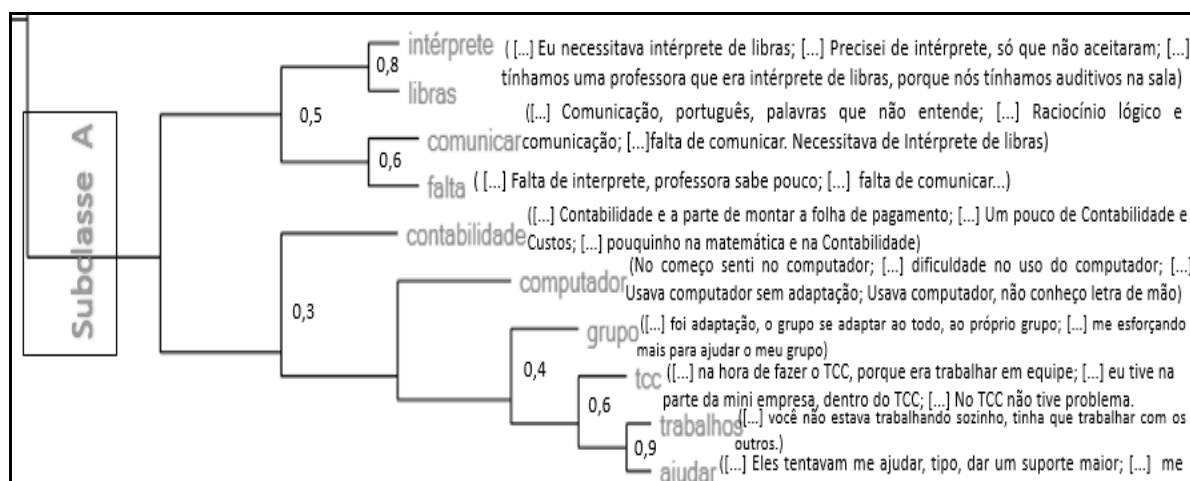 Subclasse A
intérprete ( [...] Eu necessitava intérprete de libras; [...] Precisei de intérprete, só que não aceitaram; [...]
0,8 tínhamos uma professora que era intérprete de libras, porque nós tínhamos auditivos na sala)
libras
0,5 ([...] Comunicação, português, palavras que não entende; [...] Raciocínio lógico e
comunicar comunicação; [...]falta de comunicar. Necessitava de Intérprete de libras)
0,6
falta ( [...] Falta de interprete, professora sabe pouco; [...] falta de comunicar...)
([...] Contabilidade e a parte de montar a folha de pagamento; [...] Um pouco de Contabilidade e
contabilidade Custos; [...] pouquinho na matemática e na Contabilidade)
(No começo senti no computador; [...] dificuldade no uso do computador; [...]
computador Usava computador sem adaptação; Usava computador, não conheço letra de mão)
0,3
grupo ([...] foi adaptação, o grupo se adaptar ao todo, ao próprio grupo; [...] me esforçando
mais para ajudar o meu grupo)
0,4
tcc ([...] na hora de fazer o TCC, porque era trabalhar em equipe; [...] eu tive na
parte da mini empresa, dentro do TCC; [...] No TCC não tive problema.
0,6
trabalhos ([...] você não estava trabalhando sozinho, tinha que trabalhar com os
outros.)
0,9
ajudar ([...] Eles tentavam me ajudar, tipo, dar um suporte maior; [...] me